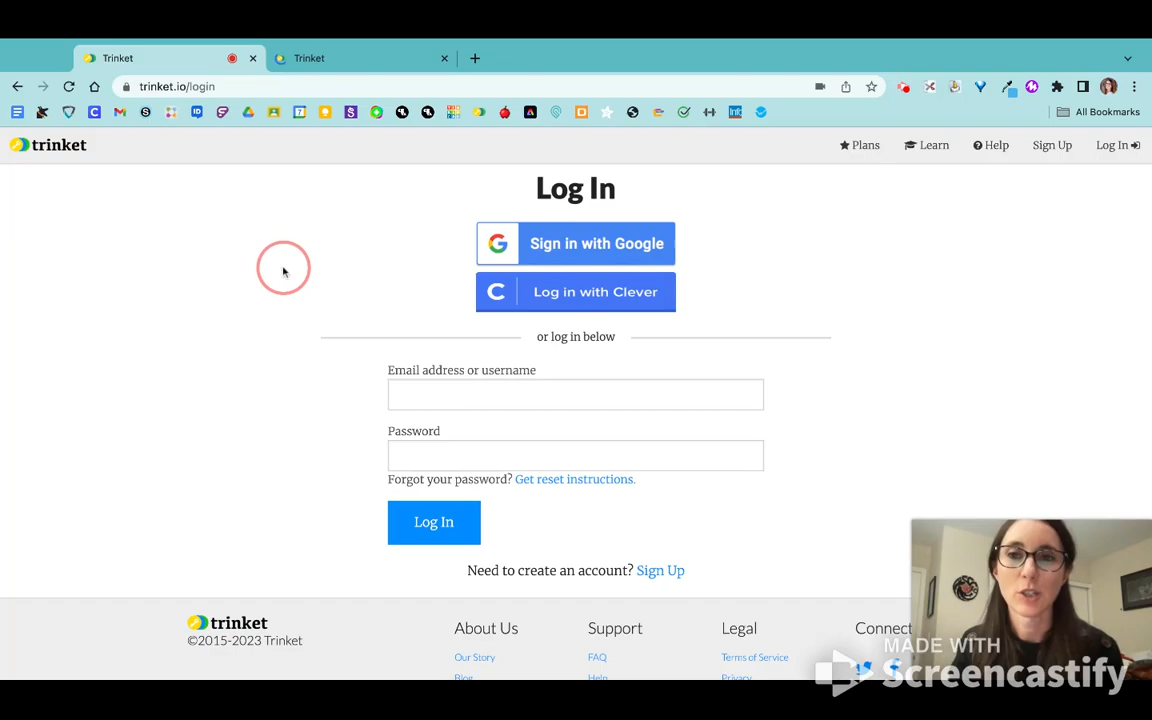 Trinket
Trinket
trinket.io/login
All Bookmarks
trinket
Plans
Learn
Help
Sign Up
Log In
Log In
Sign in with Google
Log in with Clever
or log in below
Email address or username
Password
Forgot your password? Get reset instructions.
Log In
Need to create an account? Sign Up
trinket
©2015-2023 Trinket
About Us
Support
Legal
Connect
Our Story
FAQ
Terms of Service
Blog
Help
Privacy
MADE WITH
Screencastify